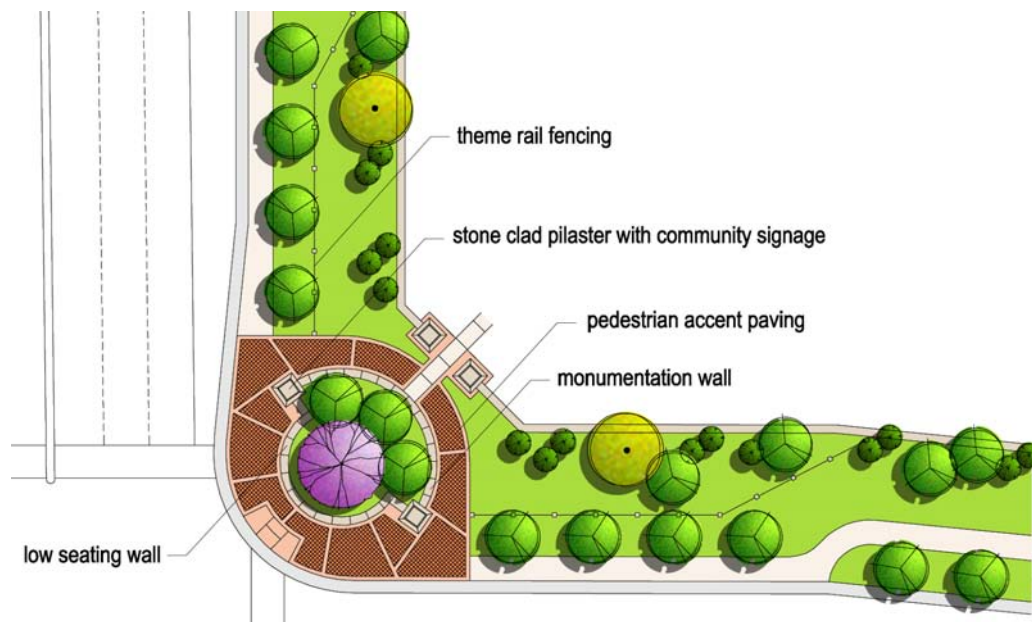 theme rail fencing
stone clad pilaster with community signage
pedestrian accent paving
monumentation wall
low seating wall